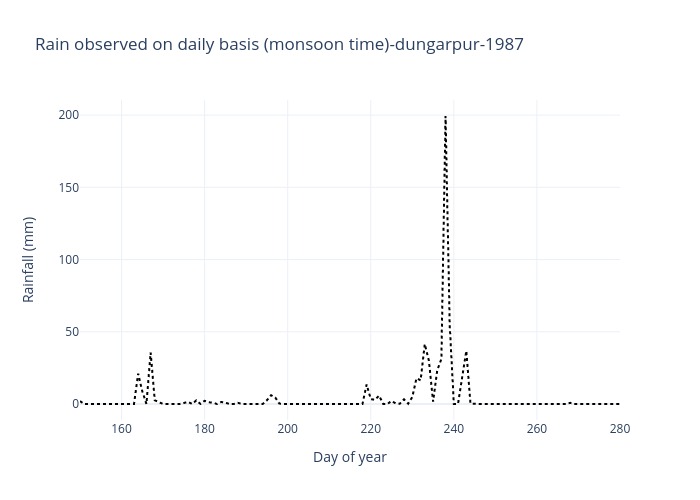 Rain observed on daily basis (monsoon time)-dungarpur-1987
200
150
100
50
0
Rainfall (mm)
160 180 200 220 240 260 280
Day of year